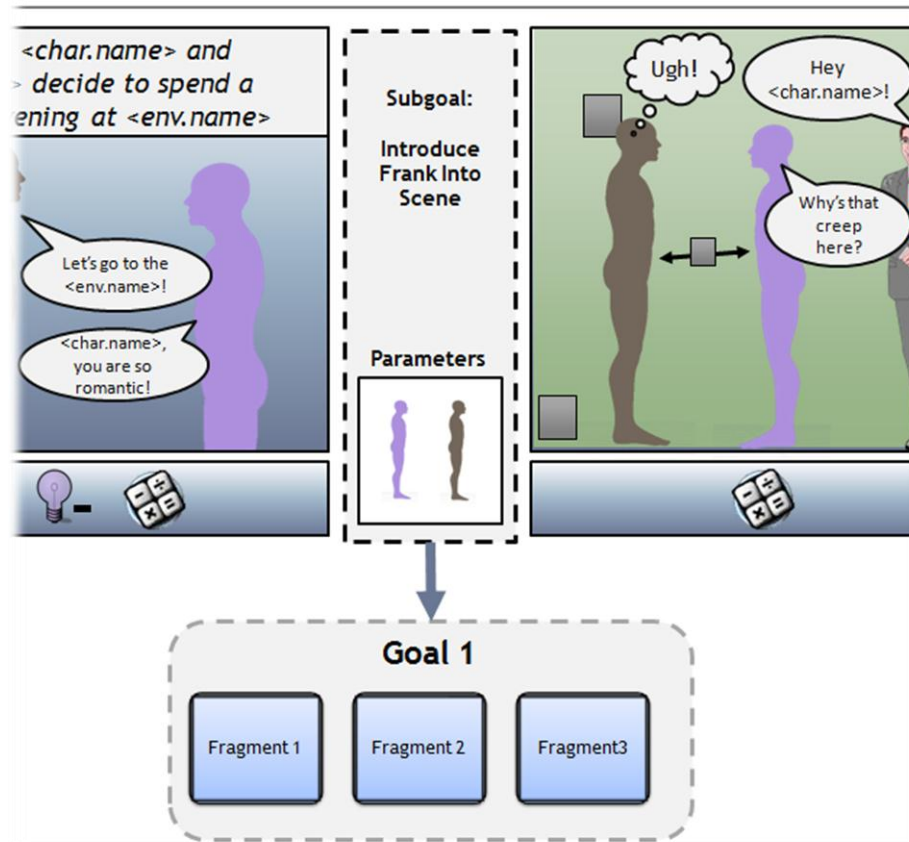 <char.name> and
> decide to spend a
ening at <env.name>
Let's go to the
<env.name>!
<char.name>,
you are so
romantic!
Subgoal:
Introduce
Frank Into
Scene
Parameters
Ugh!
Hey
<char.name>!
Why's that
creep
here?
Goal 1
Fragment 1
Fragment 2
Fragment3